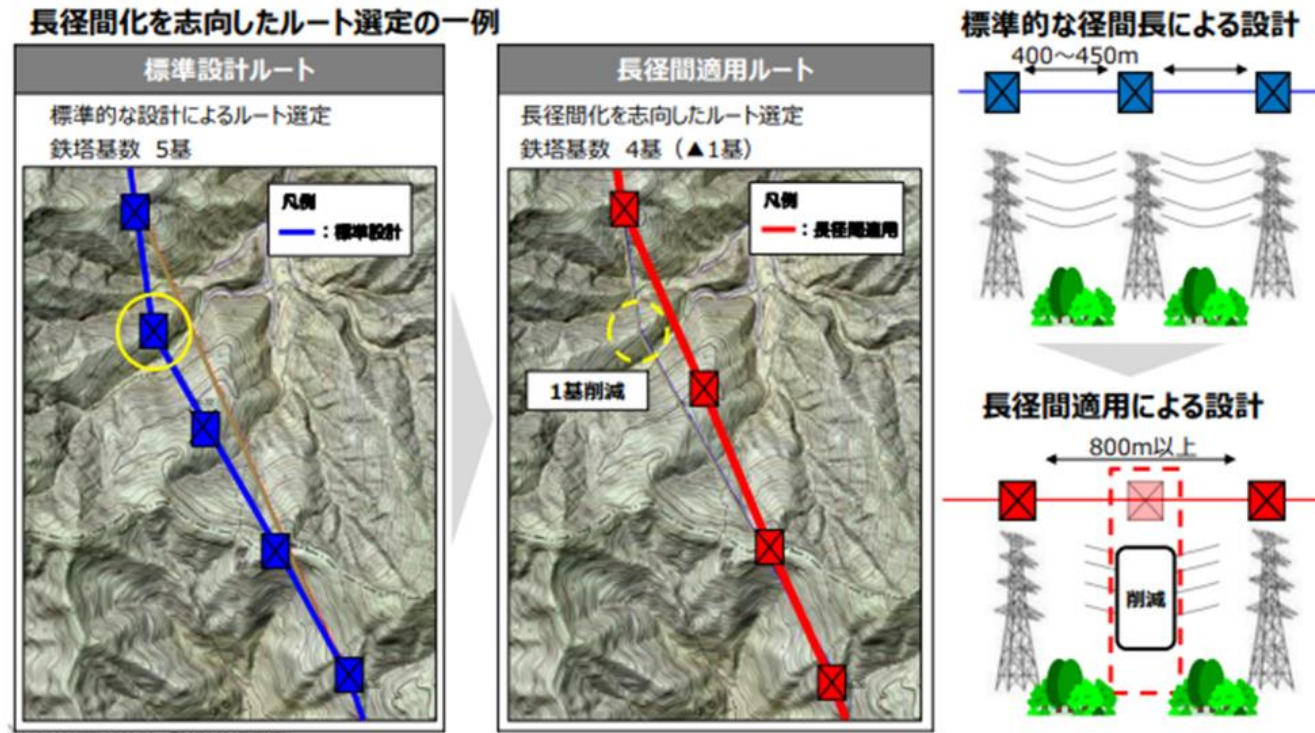 長径間化を志向したルート選定の一例
標準設計ルート
標準的な設計によるルート選定
鉄塔基数 5基
凡例
：標準設計
長径間適用ルート
長径間化を志向したルート選定
鉄塔基数 4基（▲1基）
凡例
：長径間適用
1基削減
標準的な径間長による設計
400～450m
長径間適用による設計
800m以上
削減